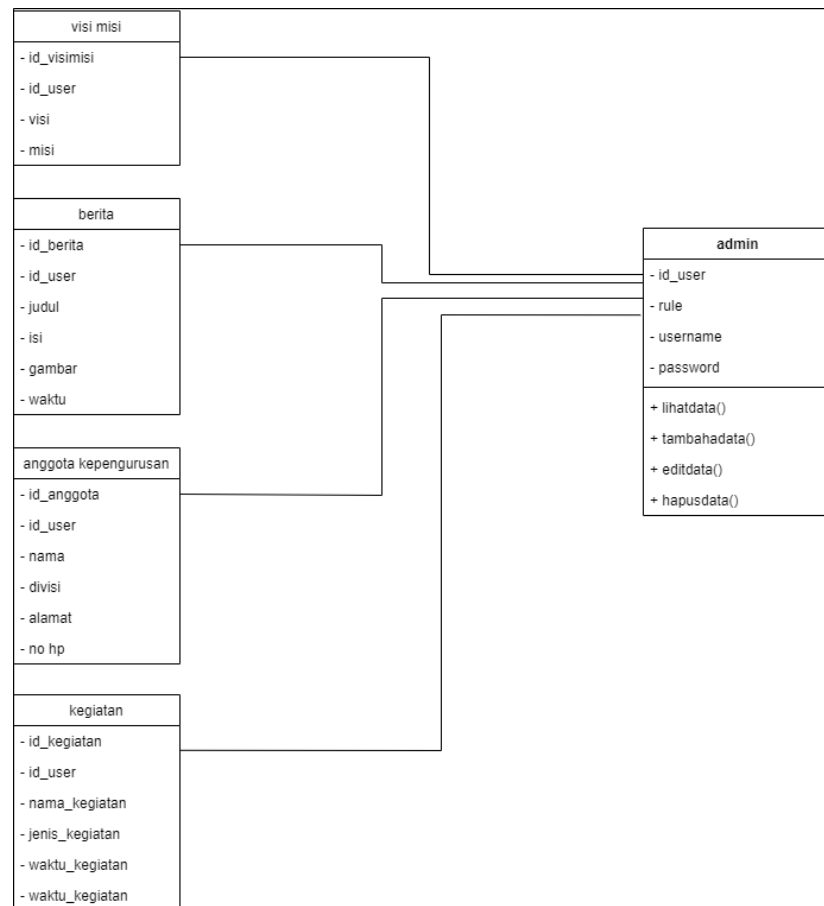 visi misi
- id_visimisi
- id_user
- visi
- misi
berita
- id_berita
- id_user
- judul
- isi
- gambar
- waktu
anggota kepengurusan
- id_anggota
- id_user
- nama
- divisi
- alamat
- no hp
kegiatan
- id_kegiatan
- id_user
- nama_kegiatan
- jenis_kegiatan
- waktu_kegiatan
- waktu_kegiatan
admin
- id_user
- rule
- username
- password
+ lihatdata()
+ tambahadata()
+ editdata()
+ hapusdata()